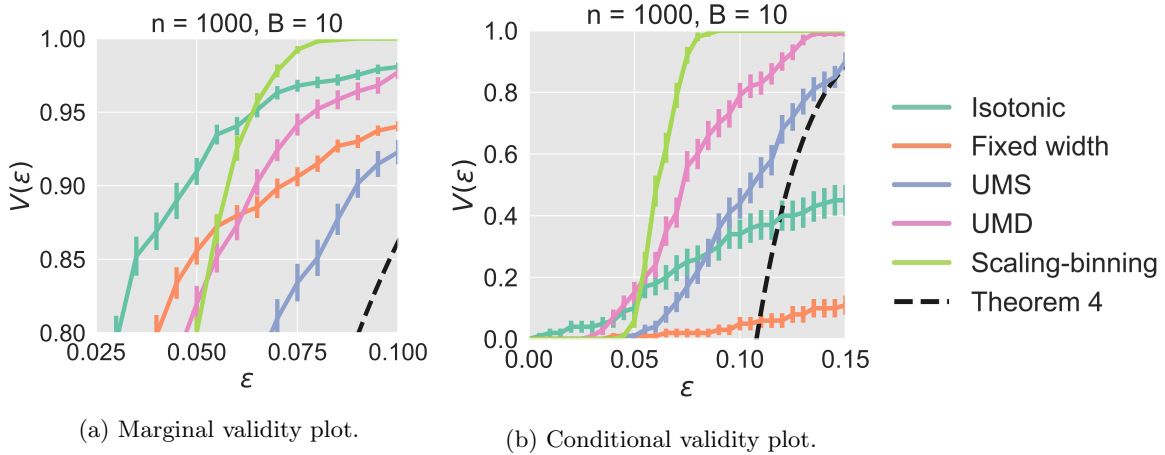 n = 1000, B = 10
1.00
0.95
0.90
0.85
0.80
V(ε)
0.025
0.050
0.075
0.100
ε
(a) Marginal validity plot.
n = 1000, B = 10
1.0
0.8
0.6
0.4
0.2
0.0
V(ε)
0.00
0.05
0.10
0.15
ε
(b) Conditional validity plot.
Isotonic
Fixed width
UMS
UMD
Scaling-binning
Theorem 4